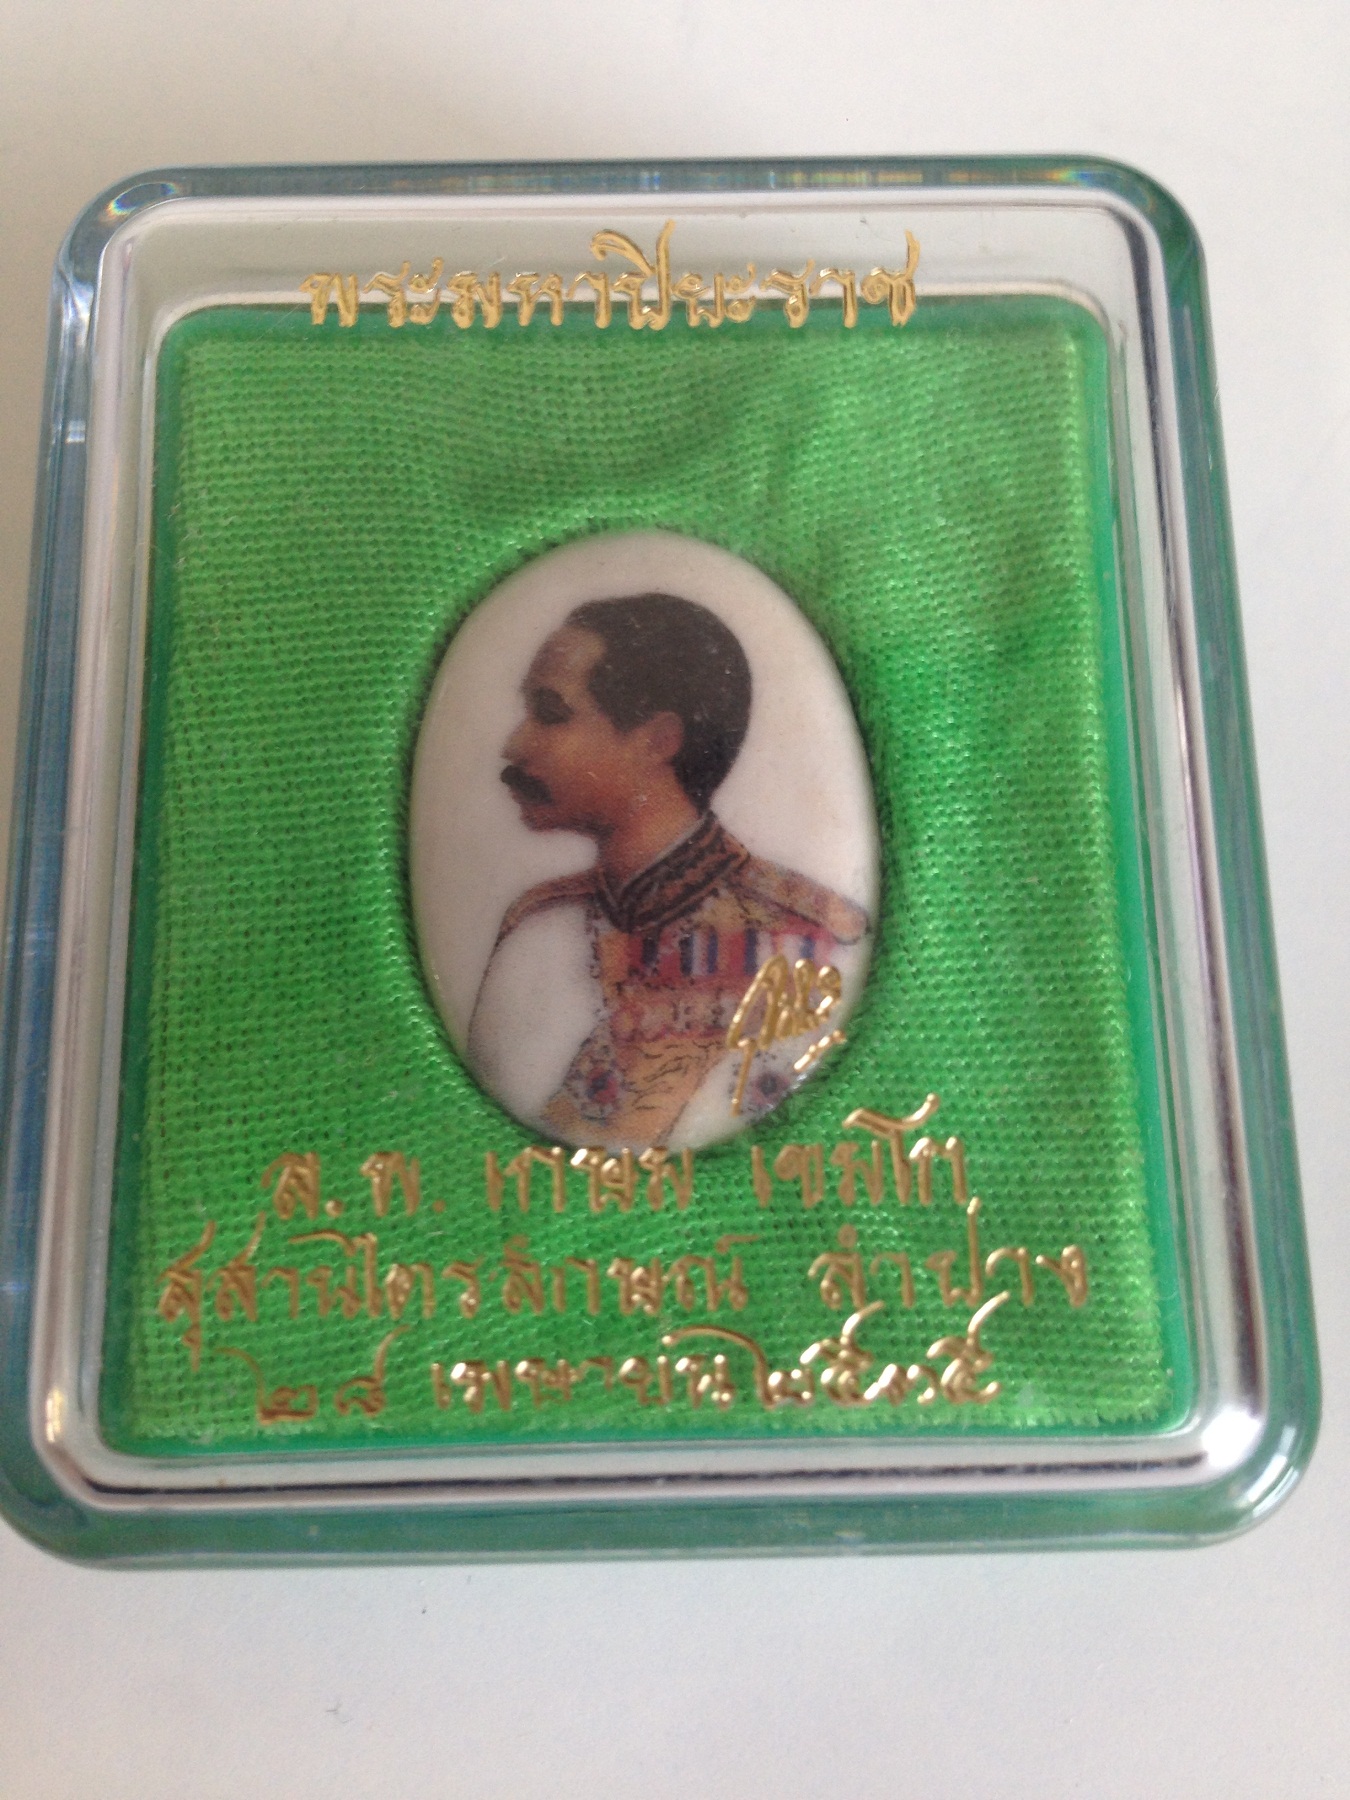 พระมหาปิยะราช
ล.พ. เกษม เขมโก
สุสานไตรลักษณ์ ลำปาง
๒๘ เมษายน ๒๕๓๕